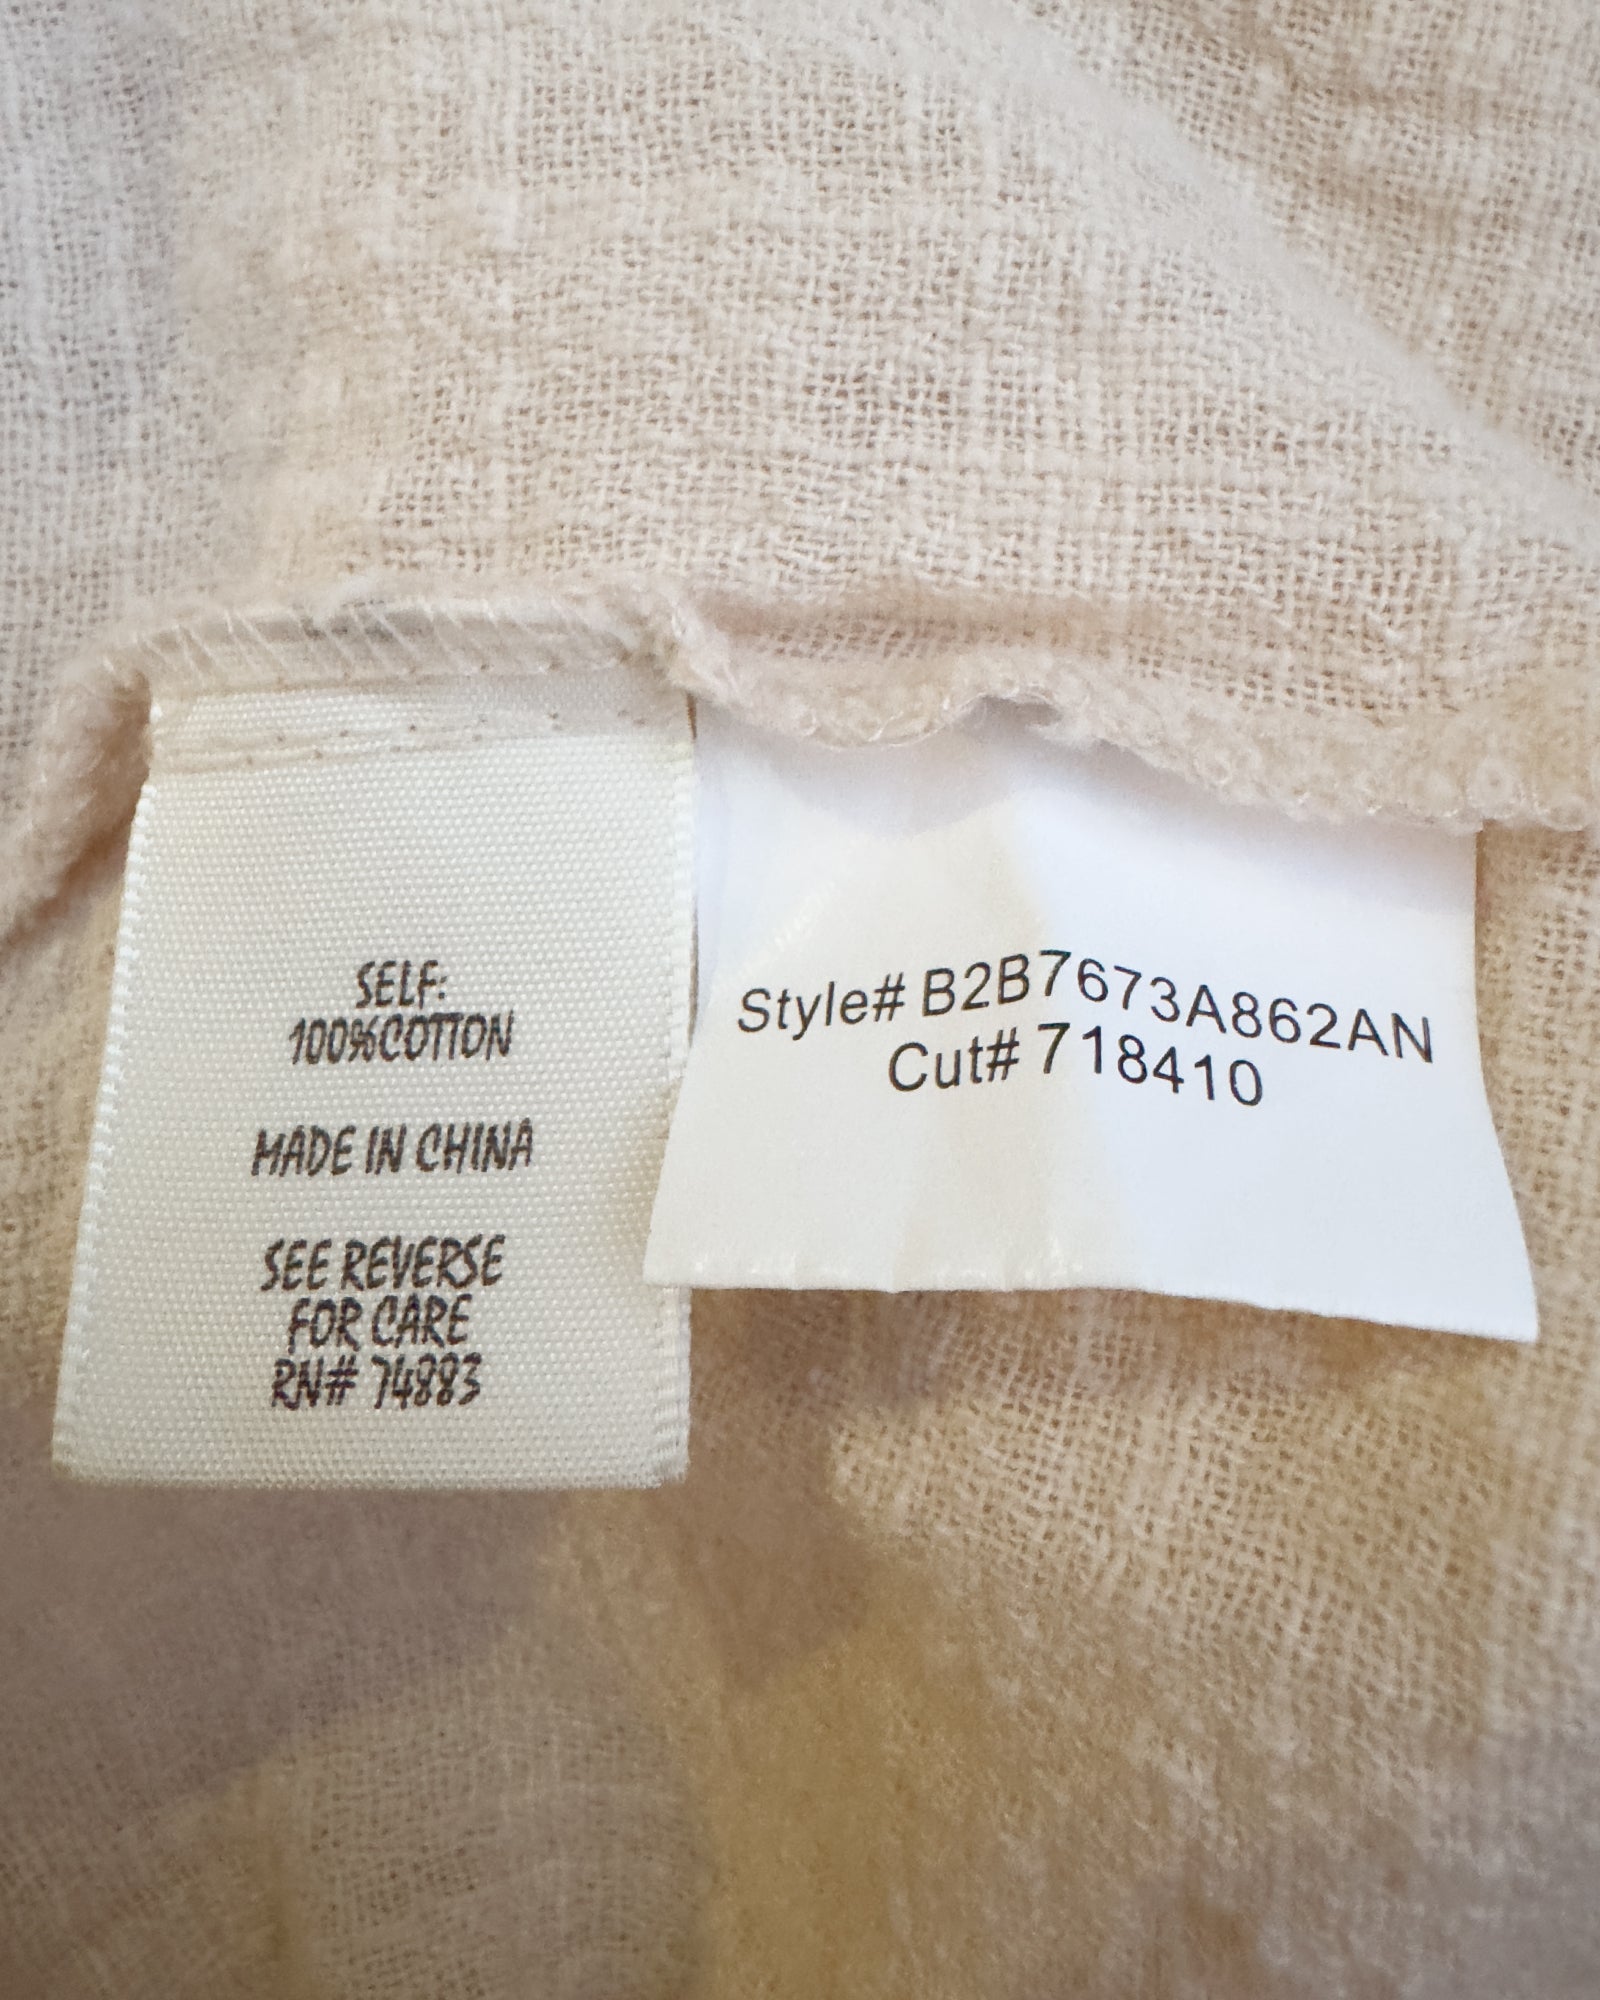 SELF:
100%COTTON
MADE IN CHINA
SEE REVERSE
FOR CARE
RN# 74883
Style# B2B7673A862AN
Cut# 718410